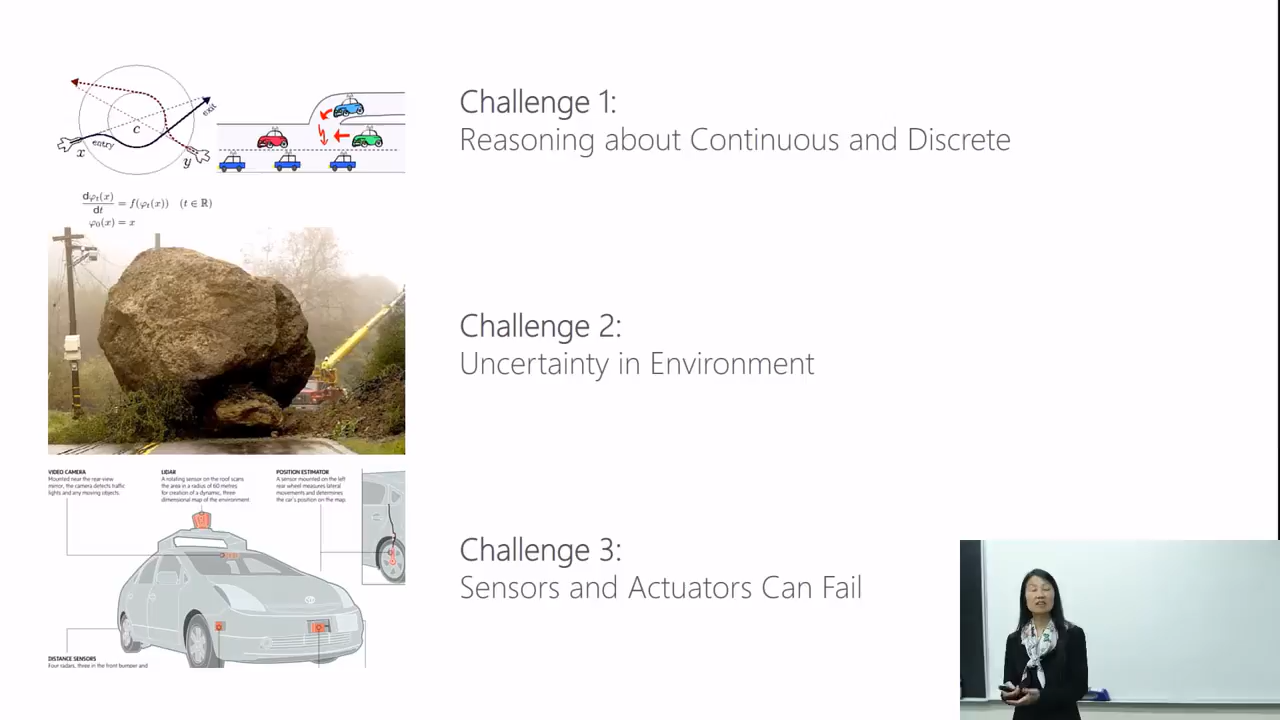 Challenge 1:
Reasoning about Continuous and Discrete
exit
c
entry
x
y
dφₜ(x)/dt = f(φₜ(x)) (t ∈ ℝ)
φ₀(x) = x
Challenge 2:
Uncertainty in Environment
VIDEO CAMERA
Mounted near the rear-view
mirror, the camera detects traffic
lights and any moving objects.
LIDAR
A rotating sensor on the roof scans
the area in a radius of 60 metres
for creation of a dynamic, three
dimensional map of the environment.
POSITION ESTIMATOR
A sensor mounted on the left
rear wheel measures lateral
movements and determines
the car's position on the map.
Challenge 3:
Sensors and Actuators Can Fail
DISTANCE SENSORS
Four radars, three in the front bumper and